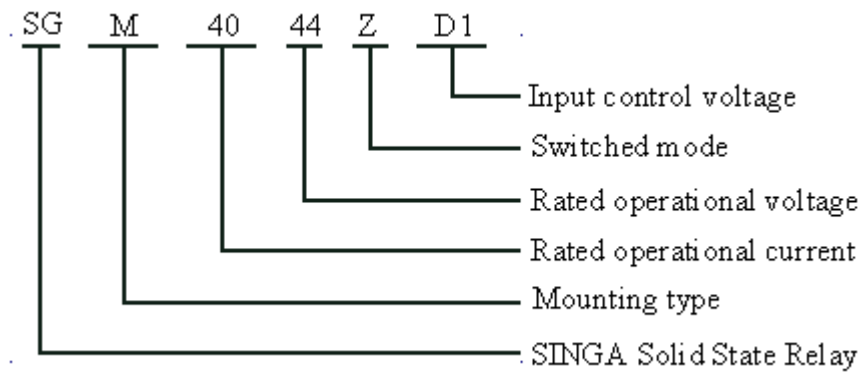 SG M 40 44 Z D1
Input control voltage
Switched mode
Rated operational voltage
Rated operational current
Mounting type
SINGA Solid State Relay